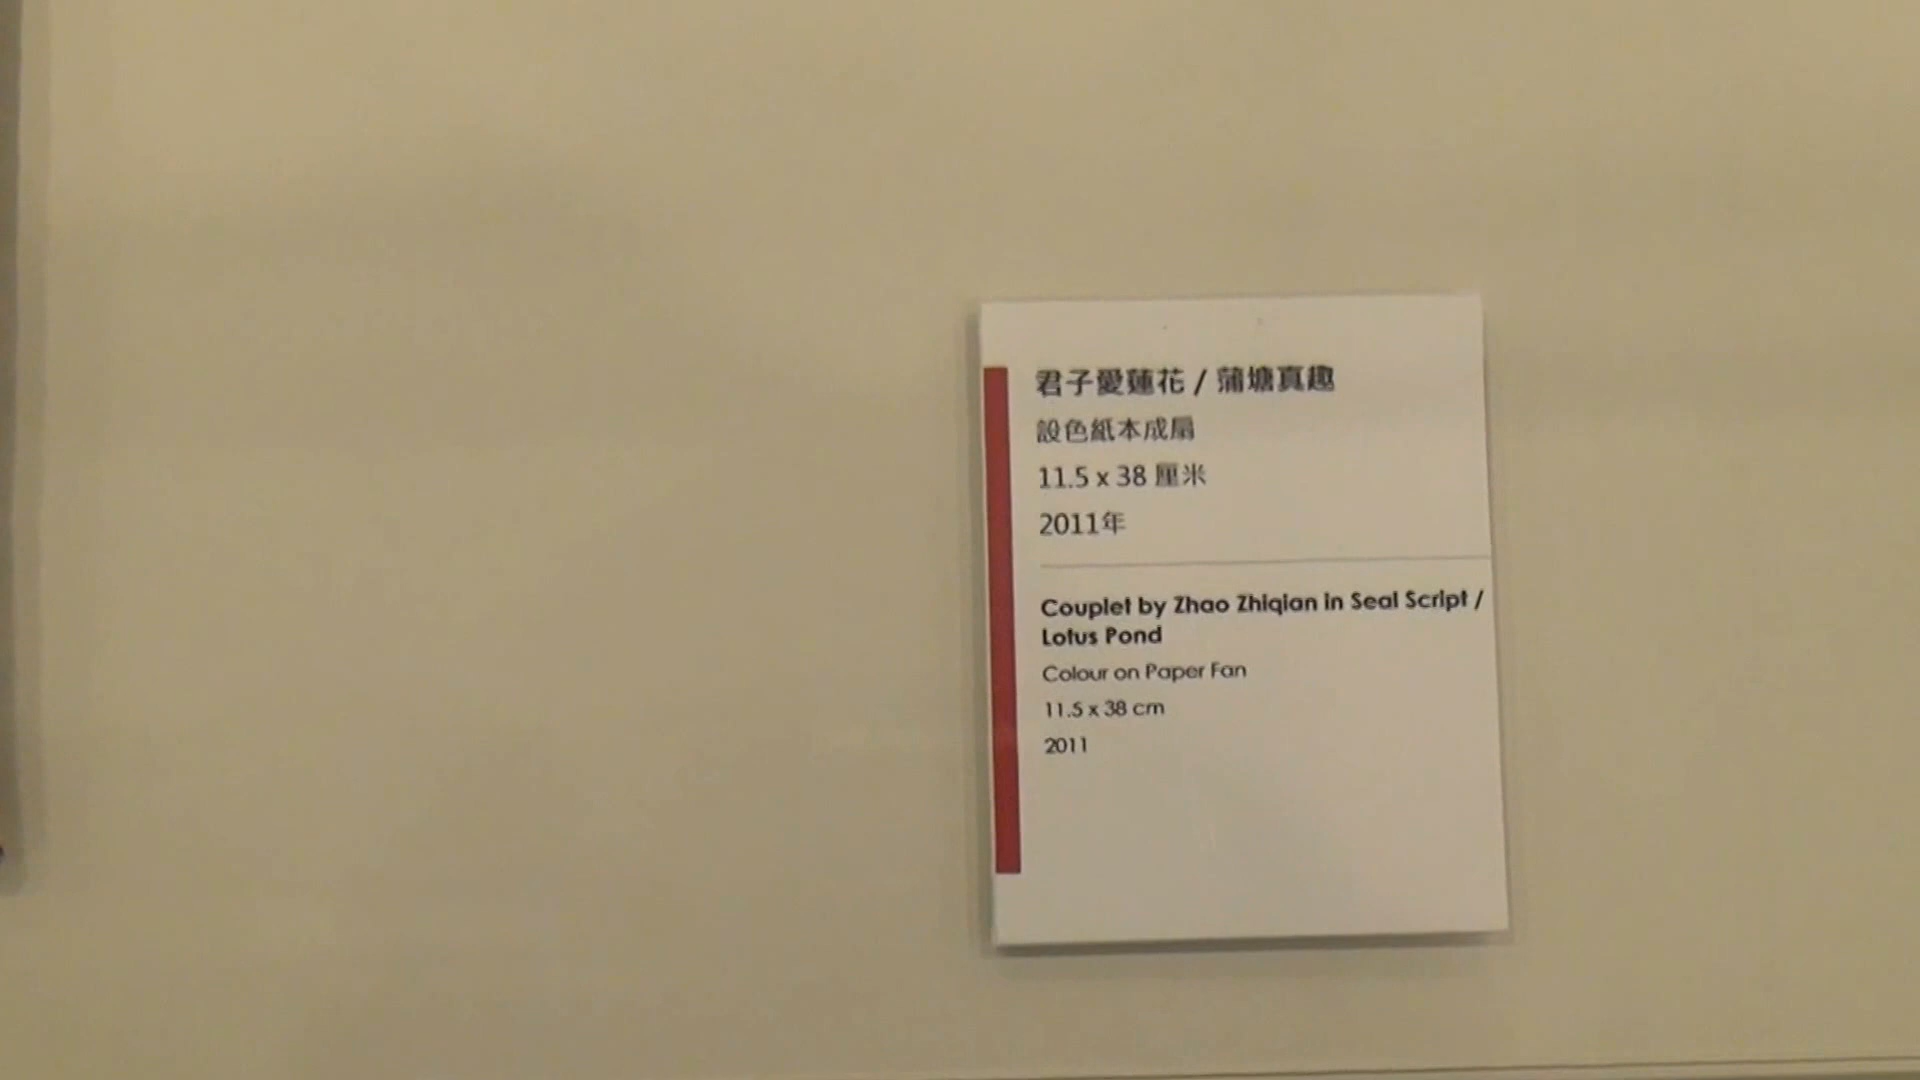 君子愛蓮花 / 蒲塘真趣
設色紙本成扇
11.5 x 38 厘米
2011年
Couplet by Zhao Zhiqian in Seal Script /
Lotus Pond
Colour on Paper Fan
11.5 x 38 cm
2011